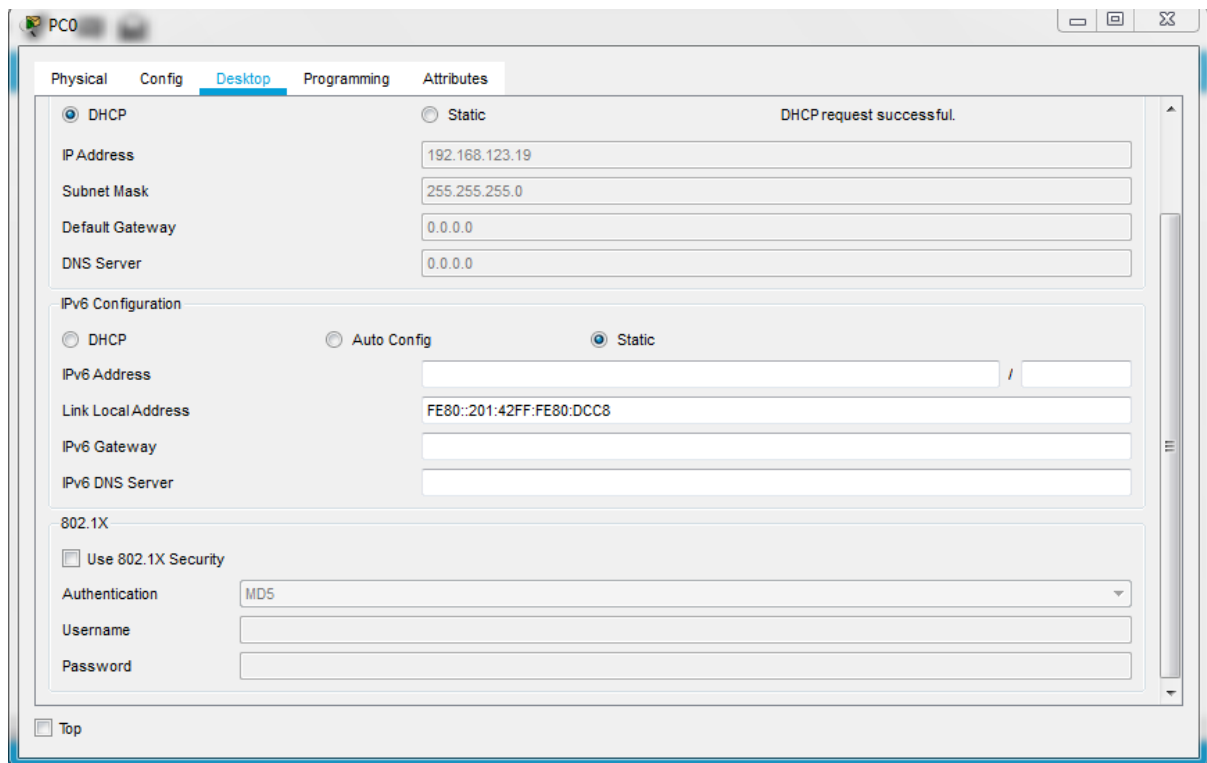 PC0
Physical Config Desktop Programming Attributes
DHCP Static DHCP request successful.
IP Address 192.168.123.19
Subnet Mask 255.255.255.0
Default Gateway 0.0.0.0
DNS Server 0.0.0.0
IPv6 Configuration
DHCP Auto Config Static
IPv6 Address /
Link Local Address FE80::201:42FF:FE80:DCC8
IPv6 Gateway
IPv6 DNS Server
802.1X
Use 802.1X Security
Authentication MD5
Username
Password
Top